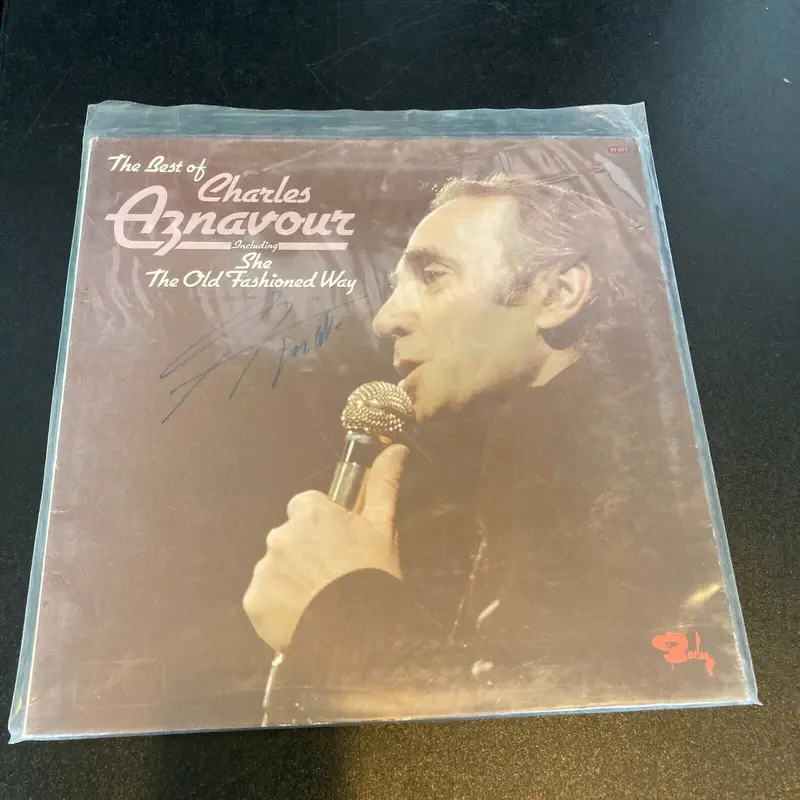 The Best of
Charles
Aznavour
Including
She
The Old Fashioned Way
Barclay